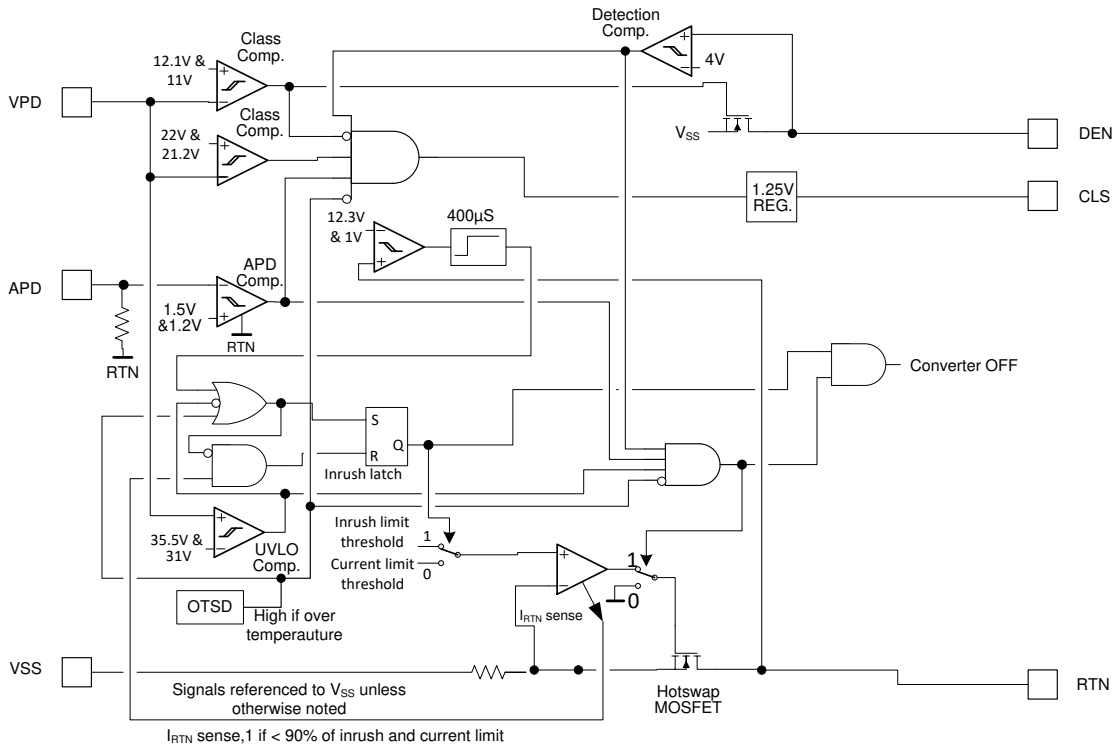 Detection
Comp.
4V
Class
Comp.
12.1V &
11V
VPD
Class
Comp.
22V &
21.2V
V_SS
DEN
1.25V
REG.
CLS
12.3V
& 1V
400µS
APD
APD
Comp.
1.5V
&1.2V
RTN
RTN
Converter OFF
S
Q
R
Inrush latch
35.5V &
31V
UVLO
Comp.
Inrush limit
threshold
1
Current limit
threshold
0
1
0
OTSD
High if over
temperauture
I_RTN sense
VSS
RTN
Hotswap
MOSFET
Signals referenced to V_SS unless
otherwise noted
I_RTN sense,1 if < 90% of inrush and current limit